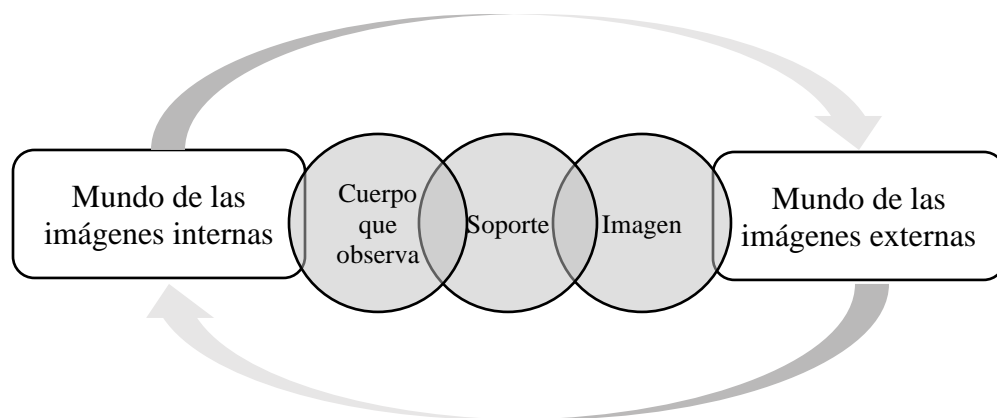 Mundo de las
imágenes internas
Cuerpo
que
observa
Soporte
Imagen
Mundo de las
imágenes externas